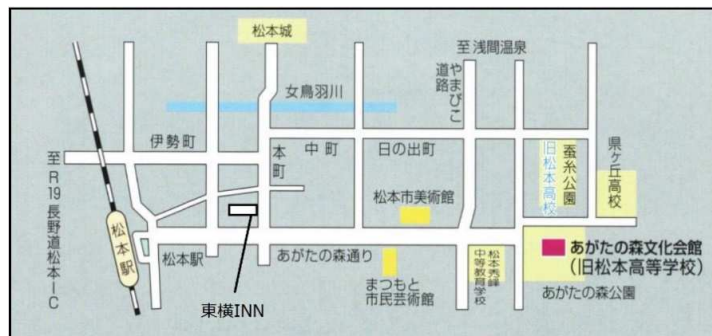 松本城
至浅間温泉
やまびこ
道路
女鳥羽川
伊勢町
本町
中町
日の出町
旧松本高校
蚕糸公園
県ヶ丘高校
至R19長野道松本IC
松本市美術館
松本駅
松本駅
あがたの森通り
松本秀峰
中等教育学校
あがたの森文化会館
(旧松本高等学校)
まつもと
市民芸術館
あがたの森公園
東横INN